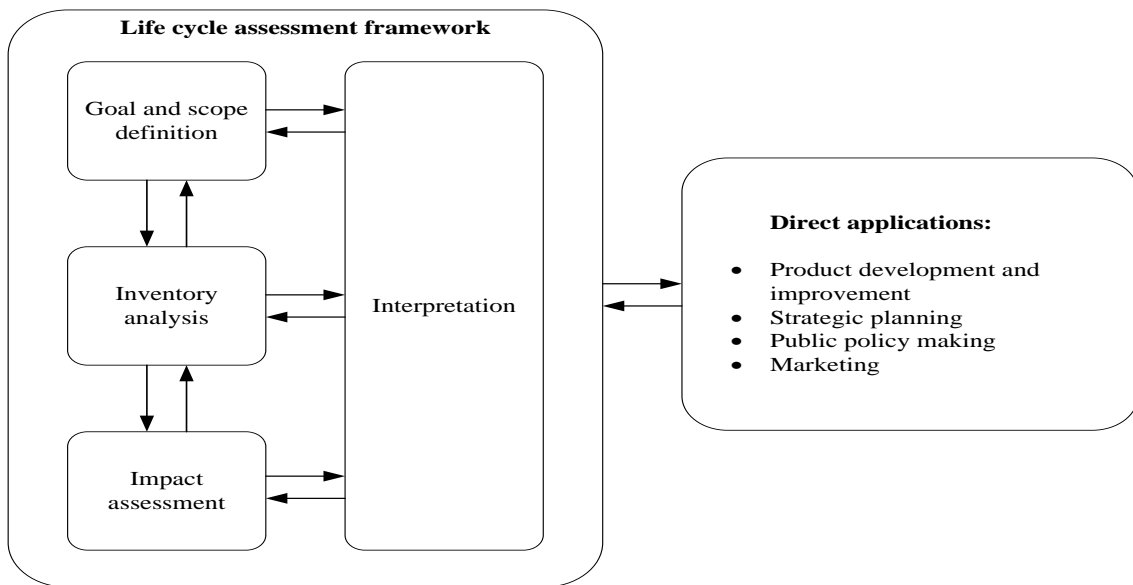 Life cycle assessment framework
Goal and scope
definition
Inventory
analysis
Impact
assessment
Interpretation
Direct applications:
• Product development and
improvement
• Strategic planning
• Public policy making
• Marketing